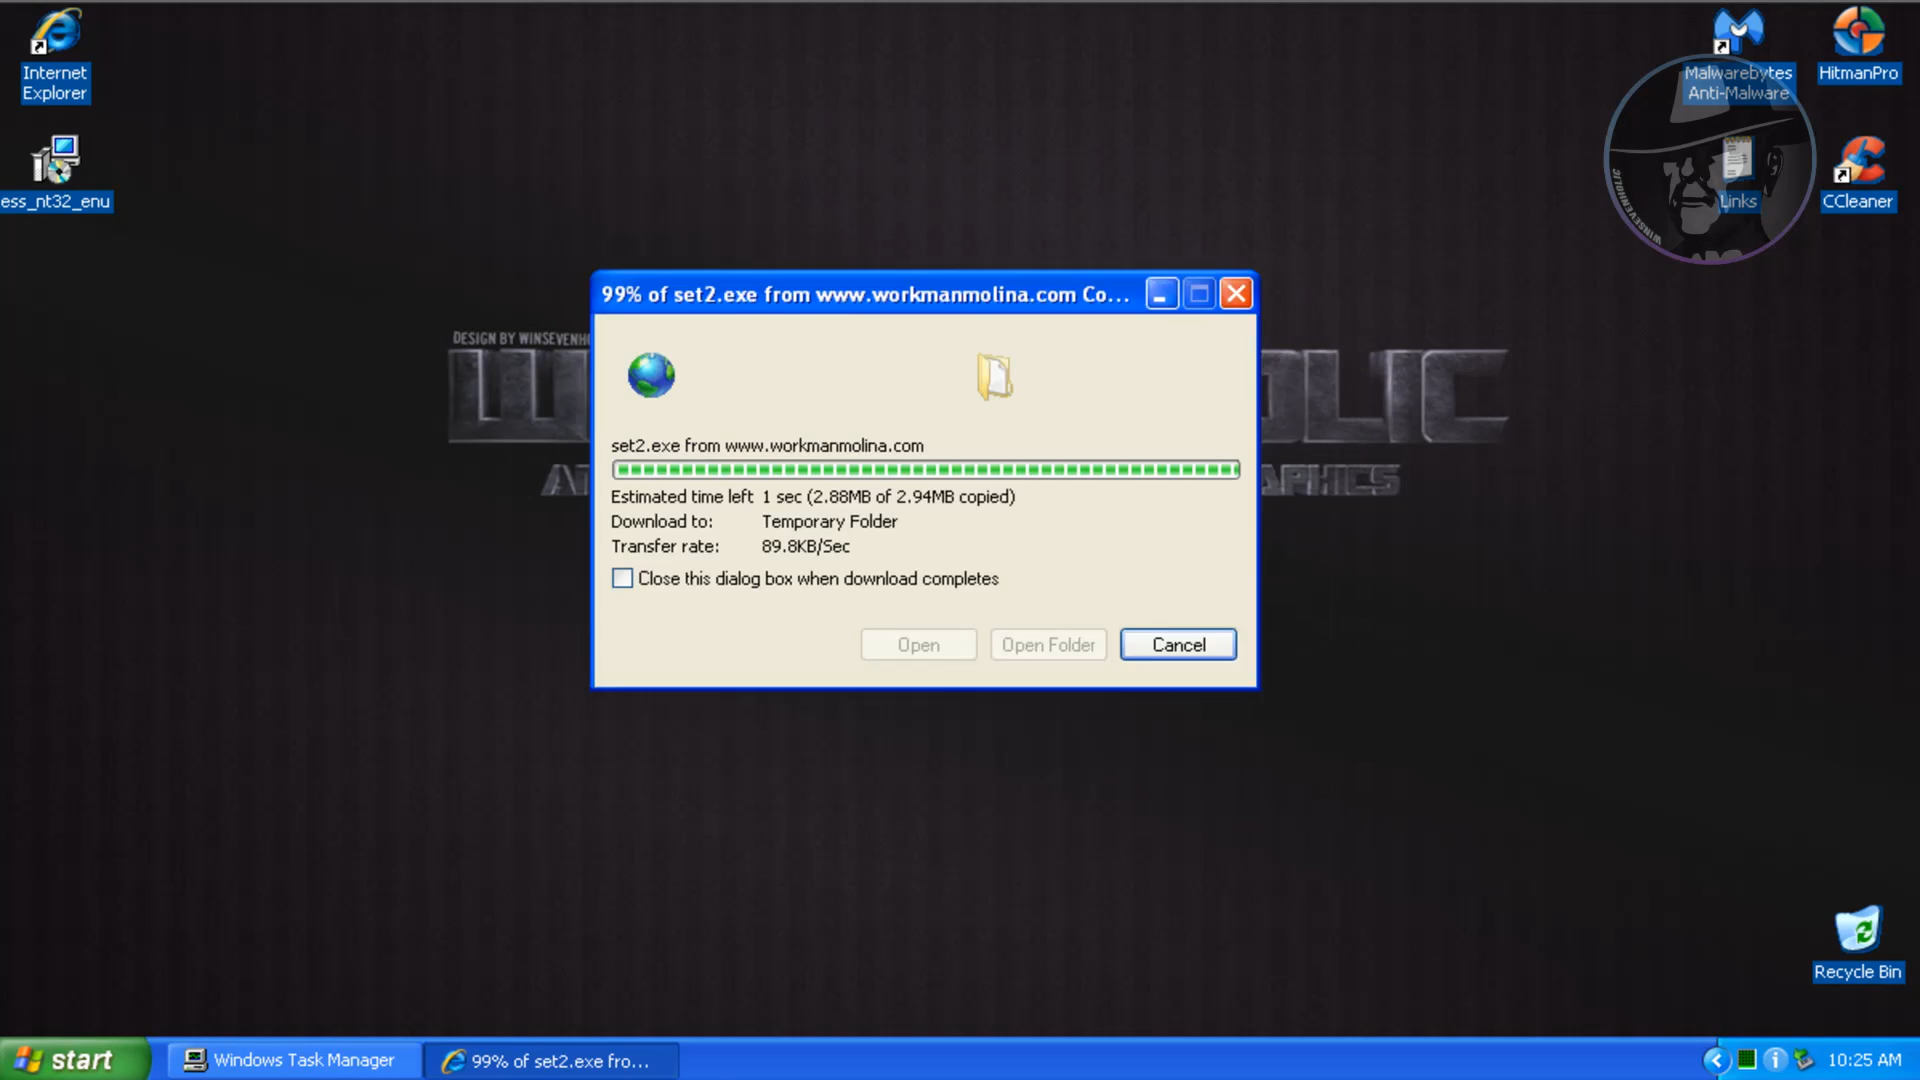 Internet
Explorer
Malwarebytes
Anti-Malware
HitmanPro
ess_nt32_enu
Links
CCleaner
WINSEVENHOLIC
99% of set2.exe from www.workmanmolina.com Co...
DESIGN BY WINSEVENH
set2.exe from www.workmanmolina.com
Estimated time left 1 sec (2.88MB of 2.94MB copied)
Download to: Temporary Folder
Transfer rate: 89.8KB/Sec
Close this dialog box when download completes
Open
Open Folder
Cancel
Recycle Bin
start
Windows Task Manager
99% of set2.exe fro...
10:25 AM